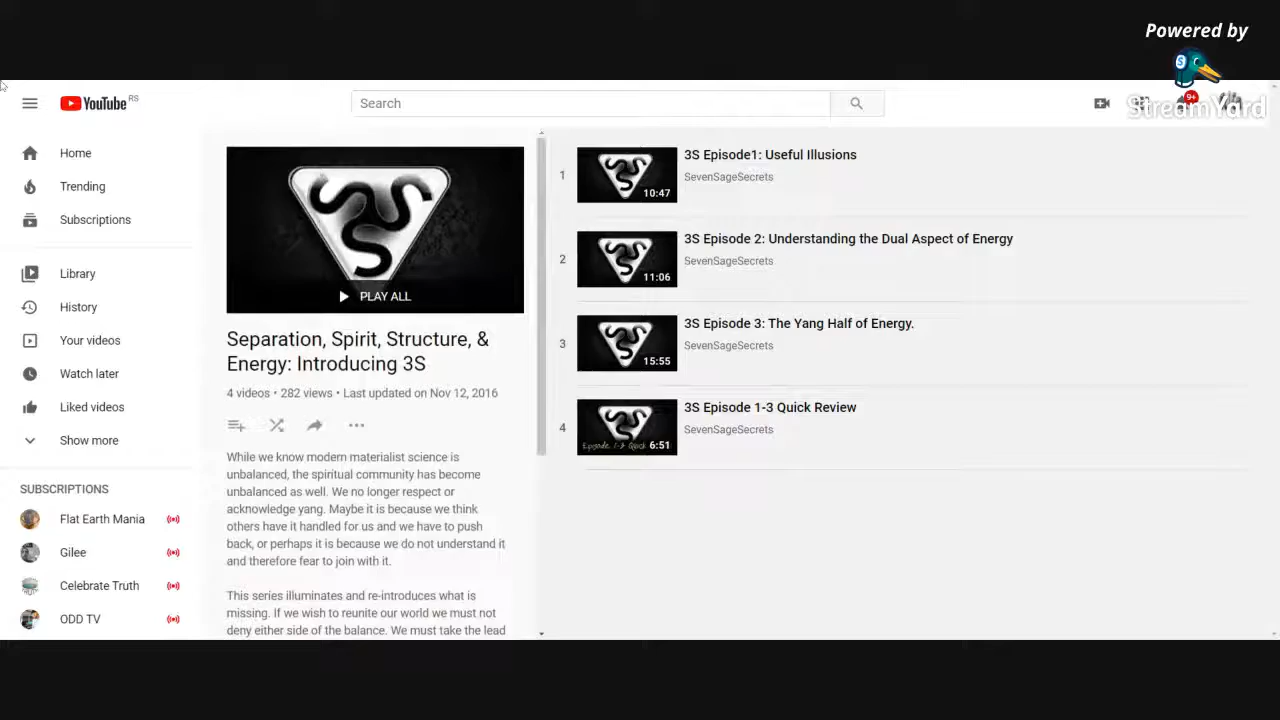 Powered by
StreamYard
YouTube RS
Search
9+
Home
Trending
Subscriptions
Library
History
Your videos
Watch later
Liked videos
Show more
SUBSCRIPTIONS
Flat Earth Mania
Gilee
Celebrate Truth
ODD TV
PLAY ALL
Separation, Spirit, Structure, &
Energy: Introducing 3S
4 videos • 282 views • Last updated on Nov 12, 2016
While we know modern materialist science is
unbalanced, the spiritual community has become
unbalanced as well. We no longer respect or
acknowledge yang. Maybe it is because we think
others have it handled for us and we have to push
back, or perhaps it is because we do not understand it
and therefore fear to join with it.
This series illuminates and re-introduces what is
missing. If we wish to reunite our world we must not
deny either side of the balance. We must take the lead
1
10:47
3S Episode1: Useful Illusions
SevenSageSecrets
2
11:06
3S Episode 2: Understanding the Dual Aspect of Energy
SevenSageSecrets
3
15:55
3S Episode 3: The Yang Half of Energy.
SevenSageSecrets
4
Episode 1-3 Quick
6:51
3S Episode 1-3 Quick Review
SevenSageSecrets